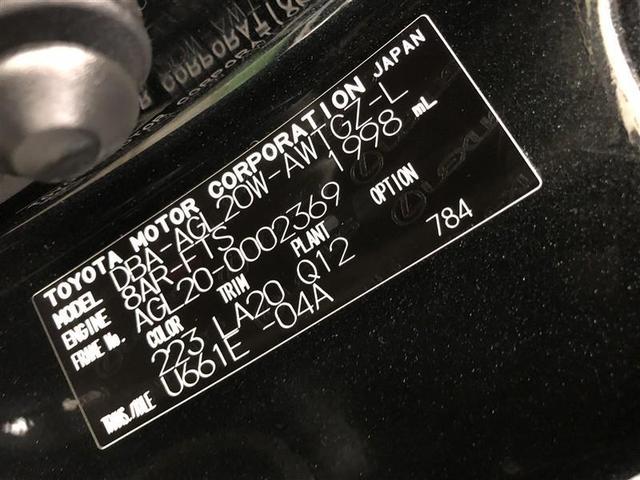 TOYOTA MOTOR CORPORATION JAPAN
MODEL DBA-AGL20W-AWTGZ-L
ENGINE 8AR-FTS 1998 mL
FRAME No. AGL20-0002369
COLOR TRIM PLANT OPTION
223 LA20 Q12 784
TRANS./AXLE U661E -04A
LEXUS